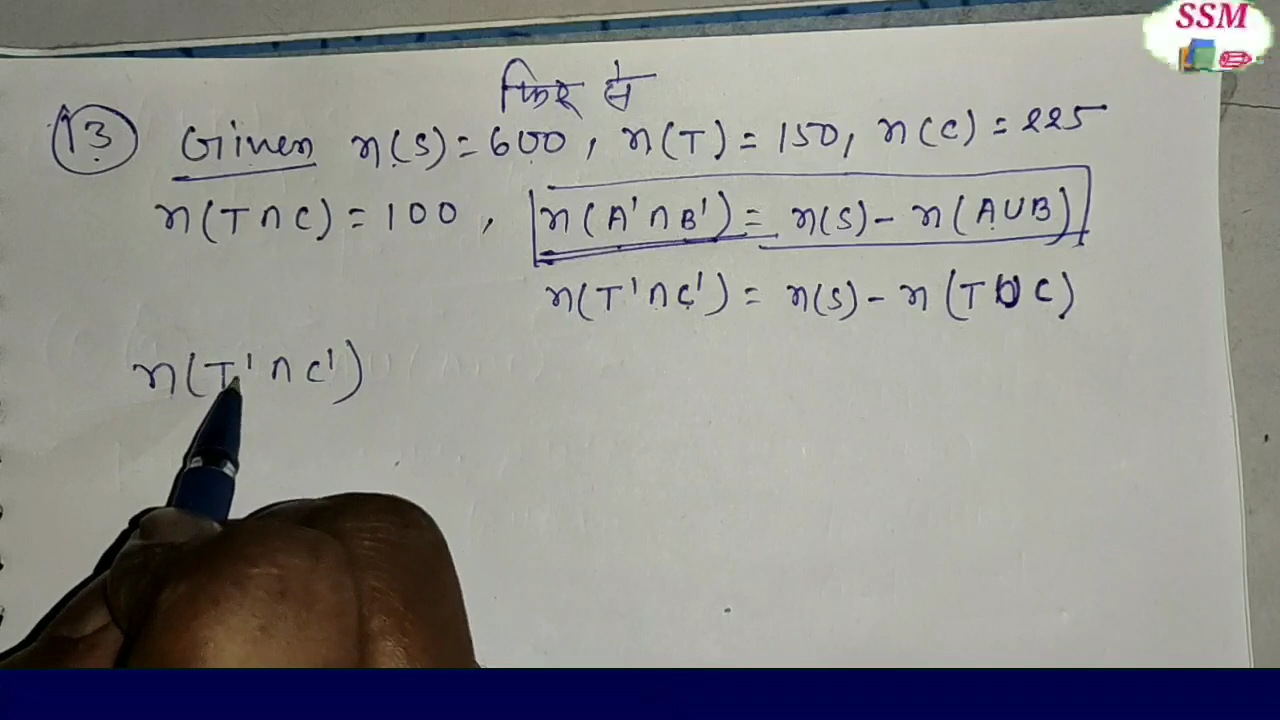 SSM
फिर से
13 Given n(S) = 600, n(T) = 150, n(C) = 225
n(T∩C) = 100, n(A'∩B') = n(S) - n(A∪B)
n(T'∩C') = n(S) - n(T∪C)
n(T'∩C')